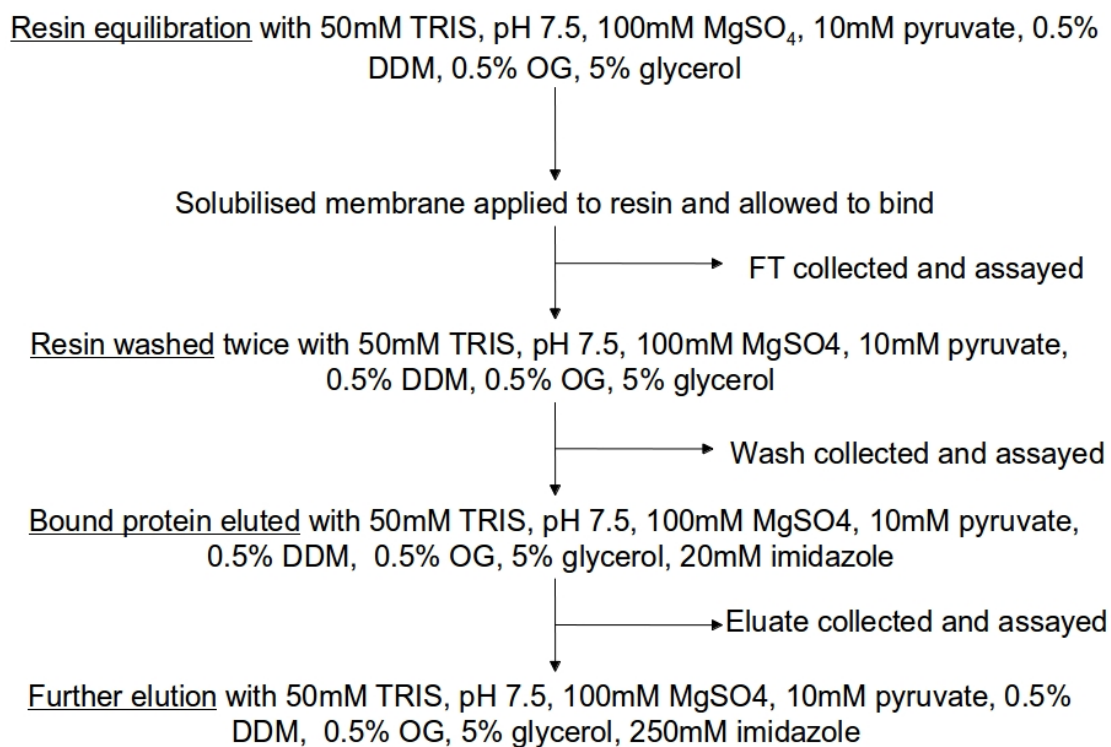 Resin equilibration with 50mM TRIS, pH 7.5, 100mM MgSO₄, 10mM pyruvate, 0.5%
DDM, 0.5% OG, 5% glycerol
Solubilised membrane applied to resin and allowed to bind
FT collected and assayed
Resin washed twice with 50mM TRIS, pH 7.5, 100mM MgSO4, 10mM pyruvate,
0.5% DDM, 0.5% OG, 5% glycerol
Wash collected and assayed
Bound protein eluted with 50mM TRIS, pH 7.5, 100mM MgSO4, 10mM pyruvate,
0.5% DDM,  0.5% OG, 5% glycerol, 20mM imidazole
Eluate collected and assayed
Further elution with 50mM TRIS, pH 7.5, 100mM MgSO4, 10mM pyruvate, 0.5%
DDM,  0.5% OG, 5% glycerol, 250mM imidazole